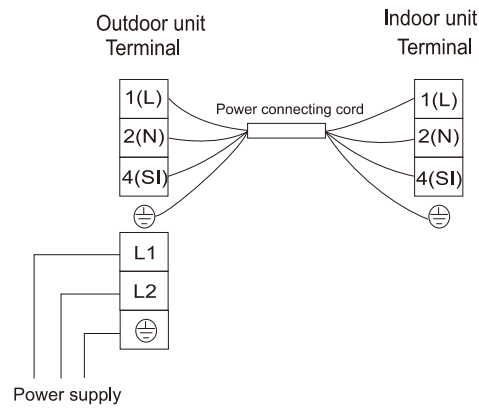 Outdoor unit
Terminal
Indoor unit
Terminal
1(L)
2(N)
4(SI)
Power connecting cord
1(L)
2(N)
4(SI)
L1
L2
Power supply